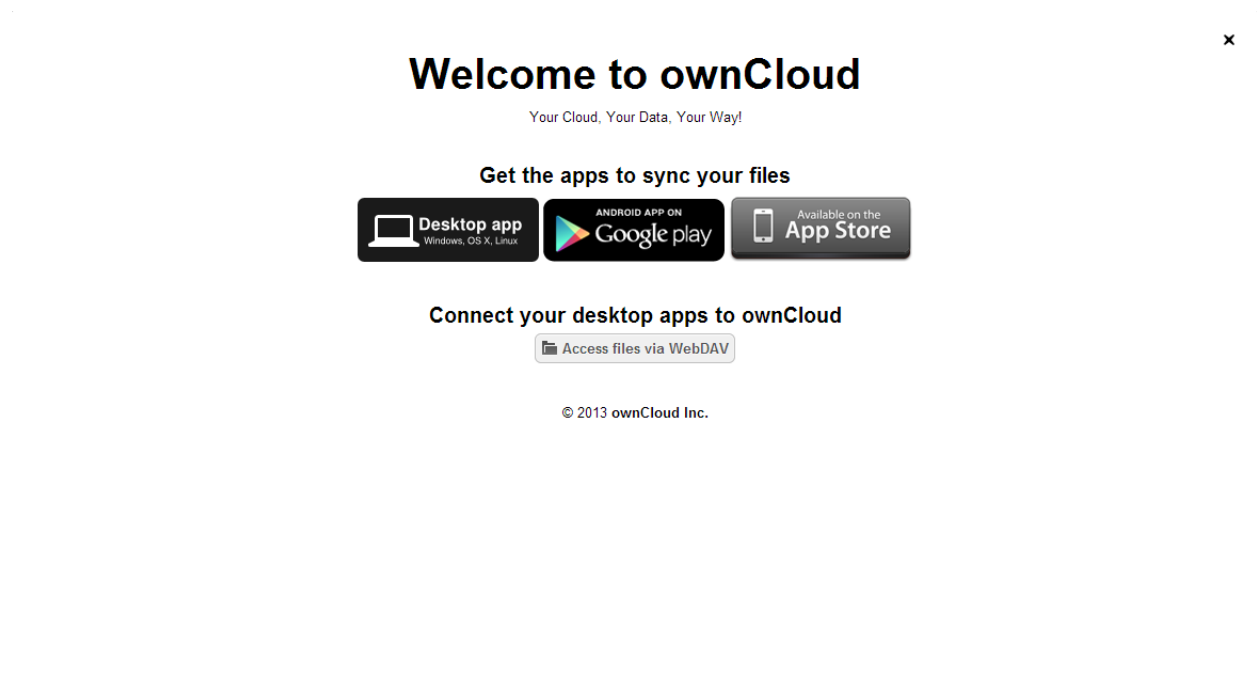 Welcome to ownCloud
Your Cloud, Your Data, Your Way!
Get the apps to sync your files
Desktop app
Windows, OS X, Linux
ANDROID APP ON
Google play
Available on the
App Store
Connect your desktop apps to ownCloud
Access files via WebDAV
© 2013 ownCloud Inc.